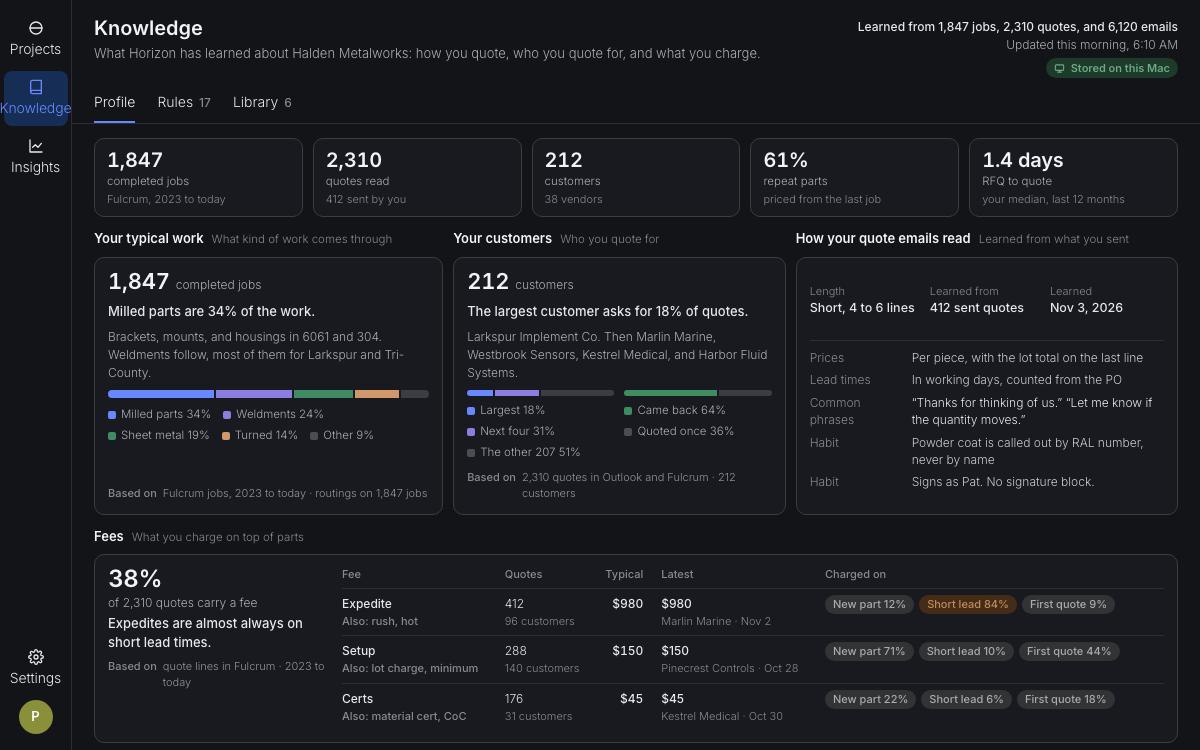 Projects
Knowledge
Insights
Settings
P
Knowledge
What Horizon has learned about Halden Metalworks: how you quote, who you quote for, and what you charge.
Learned from 1,847 jobs, 2,310 quotes, and 6,120 emails
Updated this morning, 6:10 AM
Stored on this Mac
Profile
Rules 17
Library 6
1,847
completed jobs
Fulcrum, 2023 to today
2,310
quotes read
412 sent by you
212
customers
38 vendors
61%
repeat parts
priced from the last job
1.4 days
RFQ to quote
your median, last 12 months
Your typical work What kind of work comes through
1,847 completed jobs
Milled parts are 34% of the work.
Brackets, mounts, and housings in 6061 and 304.
Weldments follow, most of them for Larkspur and Tri-
County.
Milled parts 34% Weldments 24%
Sheet metal 19% Turned 14% Other 9%
Based on Fulcrum jobs, 2023 to today · routings on 1,847 jobs
Your customers Who you quote for
212 customers
The largest customer asks for 18% of quotes.
Larkspur Implement Co. Then Marlin Marine,
Westbrook Sensors, Kestrel Medical, and Harbor Fluid
Systems.
Largest 18%
Next four 31%
The other 207 51%
Came back 64%
Quoted once 36%
Based on 2,310 quotes in Outlook and Fulcrum · 212
customers
How your quote emails read Learned from what you sent
Length
Short, 4 to 6 lines
Learned from
412 sent quotes
Learned
Nov 3, 2026
Prices Per piece, with the lot total on the last line
Lead times In working days, counted from the PO
Common
phrases
“Thanks for thinking of us.” “Let me know if
the quantity moves.”
Habit Powder coat is called out by RAL number,
never by name
Habit Signs as Pat. No signature block.
Fees What you charge on top of parts
38%
of 2,310 quotes carry a fee
Expedites are almost always on
short lead times.
Based on quote lines in Fulcrum · 2023 to
today
Fee Quotes Typical Latest Charged on
Expedite 412 $980 $980 New part 12% Short lead 84% First quote 9%
Also: rush, hot 96 customers Marlin Marine · Nov 2
Setup 288 $150 $150 New part 71% Short lead 10% First quote 44%
Also: lot charge, minimum 140 customers Pinecrest Controls · Oct 28
Certs 176 $45 $45 New part 22% Short lead 6% First quote 18%
Also: material cert, CoC 31 customers Kestrel Medical · Oct 30